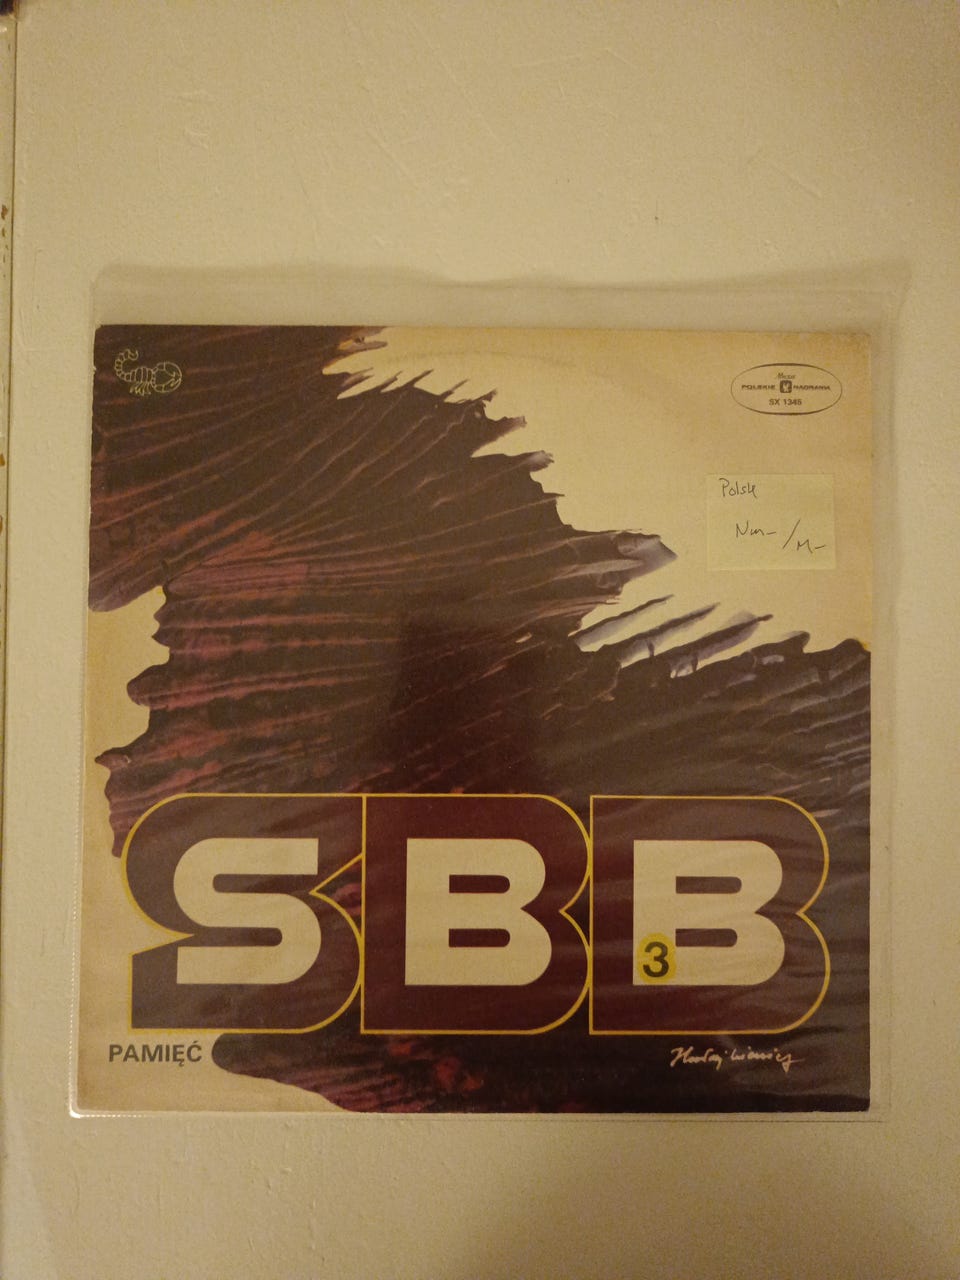 Muza
POLSKIE NAGRANIA
SX 1345
Polsk
Nm- / M-
SBB
3
PAMIĘĆ